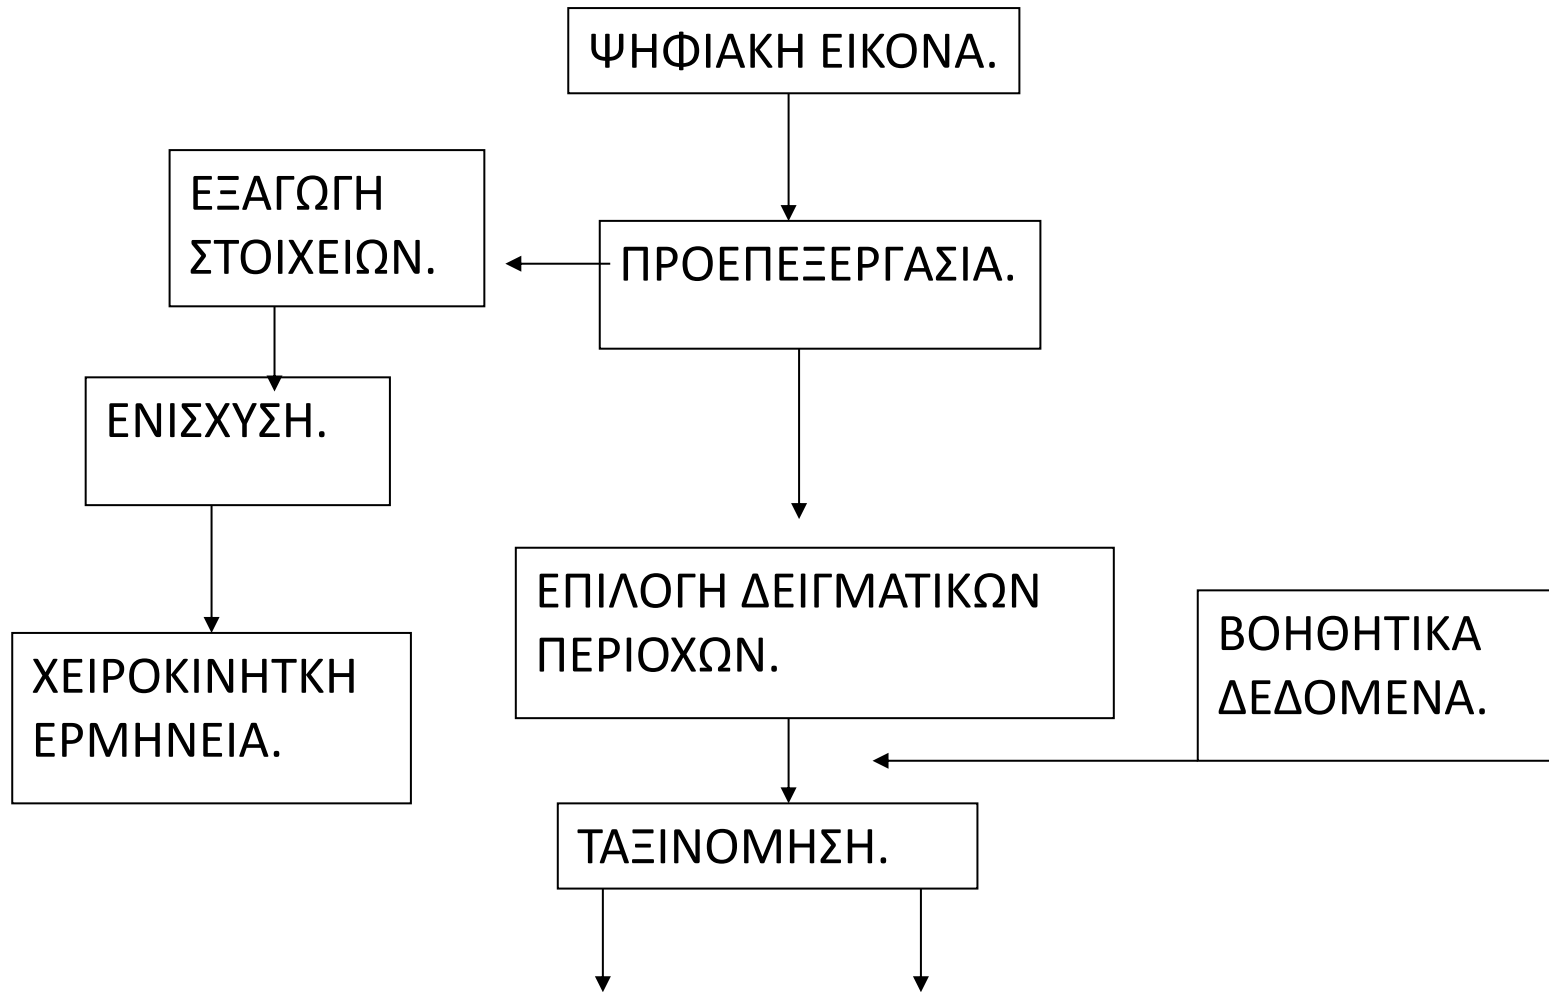 ΨΗΦΙΑΚΗ ΕΙΚΟΝΑ.
ΕΞΑΓΩΓΗ
ΣΤΟΙΧΕΙΩΝ.
ΠΡΟΕΠΕΞΕΡΓΑΣΙΑ.
ΕΝΙΣΧΥΣΗ.
ΕΠΙΛΟΓΗ ΔΕΙΓΜΑΤΙΚΩΝ
ΠΕΡΙΟΧΩΝ.
ΒΟΗΘΗΤΙΚΑ
ΔΕΔΟΜΕΝΑ.
ΧΕΙΡΟΚΙΝΗΤΚΗ
ΕΡΜΗΝΕΙΑ.
ΤΑΞΙΝΟΜΗΣΗ.